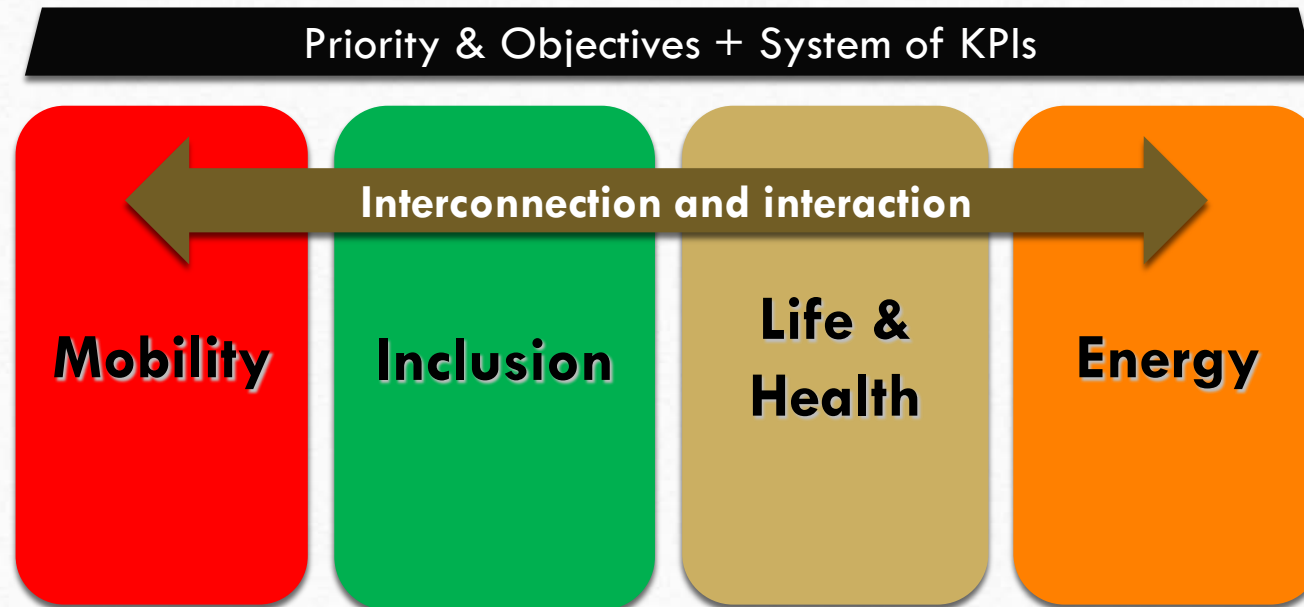 Priority & Objectives + System of KPIs
Interconnection and interaction
Mobility
Inclusion
Life &
Health
Energy